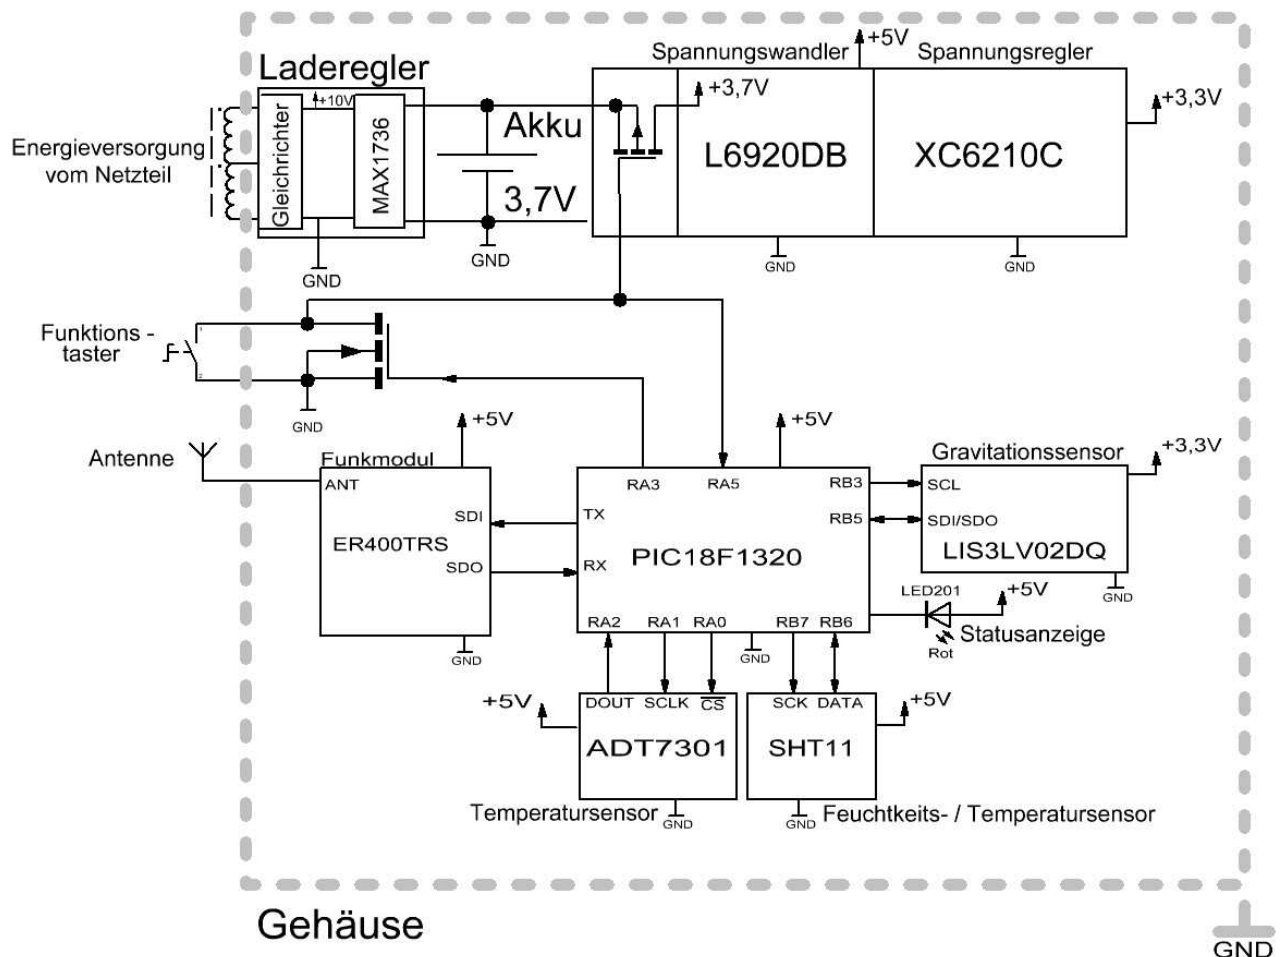 Laderegler
Spannungswandler
+5V
Spannungsregler
+10V
+3,7V
+3,3V
Energieversorgung
vom Netzteil
Gleichrichter
MAX1736
Akku
3,7V
L6920DB
XC6210C
GND
GND
GND
GND
Funktions -
taster
1
2
GND
Antenne
Funkmodul
+5V
ANT
SDI
ER400TRS
SDO
GND
+5V
RA3
RA5
RB3
TX
RB5
PIC18F1320
RX
RA2
RA1
RA0
GND
RB7
RB6
Gravitationssensor
+3,3V
SCL
SDI/SDO
LIS3LV02DQ
GND
LED201
+5V
Statusanzeige
Rot
+5V
DOUT
SCLK
CS
ADT7301
Temperatursensor
GND
SCK
DATA
+5V
SHT11
GND
Feuchtkeits- / Temperatursensor
Gehäuse
GND